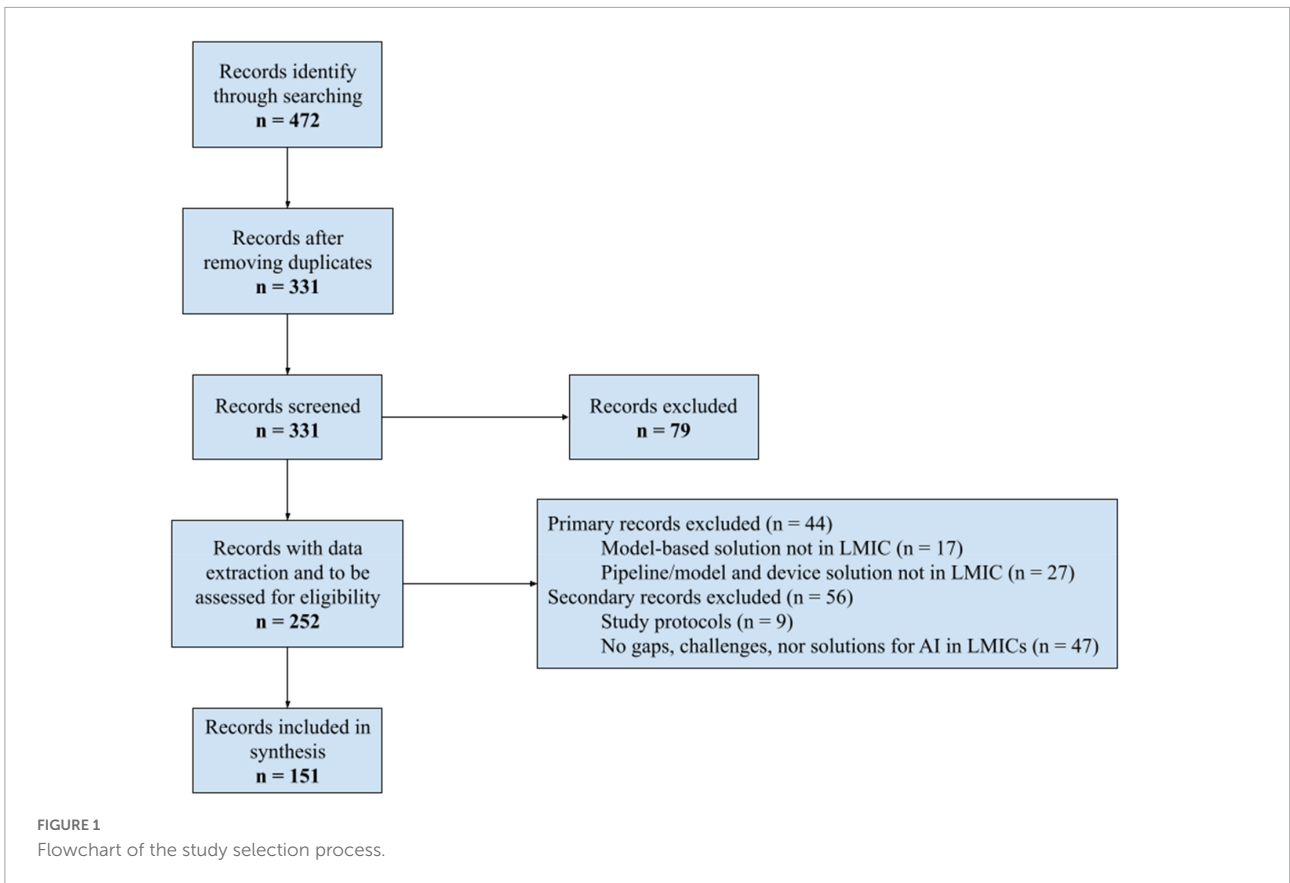 Records identify
through searching
n = 472
Records after
removing duplicates
n = 331
Records screened
n = 331
Records excluded
n = 79
Records with data
extraction and to be
assessed for eligibility
n = 252
Primary records excluded (n = 44)
Model-based solution not in LMIC (n = 17)
Pipeline/model and device solution not in LMIC (n = 27)
Secondary records excluded (n = 56)
Study protocols (n = 9)
No gaps, challenges, nor solutions for AI in LMICs (n = 47)
Records included in
synthesis
n = 151
FIGURE 1
Flowchart of the study selection process.